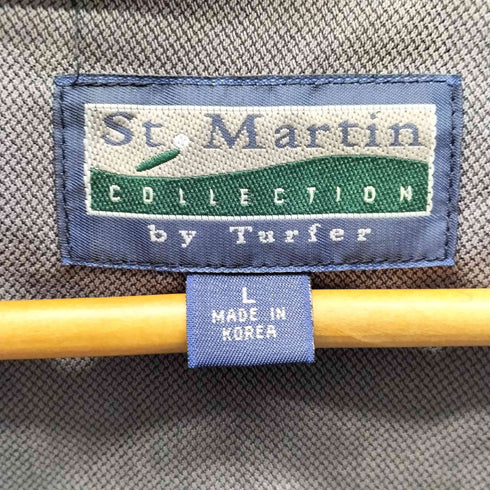 St. Martin
COLLECTION
by Turfer
L
MADE IN
KOREA